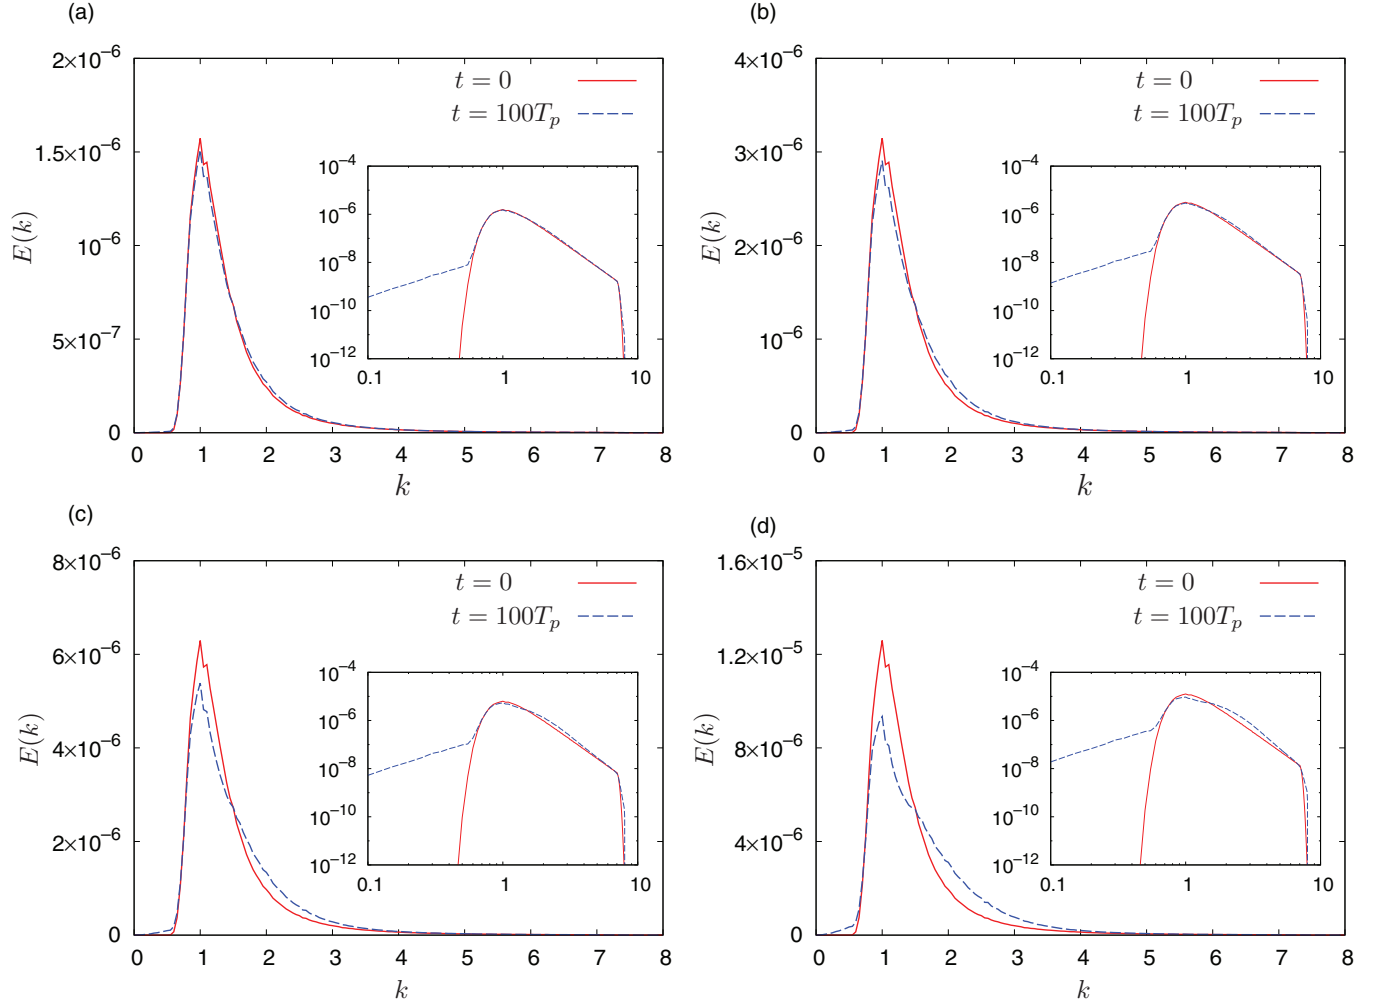 (a)
2×10⁻⁶
1.5×10⁻⁶
1×10⁻⁶
5×10⁻⁷
0
E(k)
t = 0
t = 100Tₚ
10⁻⁴
10⁻⁶
10⁻⁸
10⁻¹⁰
10⁻¹²
0.1 1 10
0 1 2 3 4 5 6 7 8
k
(b)
4×10⁻⁶
3×10⁻⁶
2×10⁻⁶
1×10⁻⁶
0
E(k)
t = 0
t = 100Tₚ
10⁻⁴
10⁻⁶
10⁻⁸
10⁻¹⁰
10⁻¹²
0.1 1 10
0 1 2 3 4 5 6 7 8
k
(c)
8×10⁻⁶
6×10⁻⁶
4×10⁻⁶
2×10⁻⁶
0
E(k)
t = 0
t = 100Tₚ
10⁻⁴
10⁻⁶
10⁻⁸
10⁻¹⁰
10⁻¹²
0.1 1 10
0 1 2 3 4 5 6 7 8
k
(d)
1.6×10⁻⁵
1.2×10⁻⁵
8×10⁻⁶
4×10⁻⁶
0
E(k)
t = 0
t = 100Tₚ
10⁻⁴
10⁻⁶
10⁻⁸
10⁻¹⁰
10⁻¹²
0.1 1 10
0 1 2 3 4 5 6 7 8
k